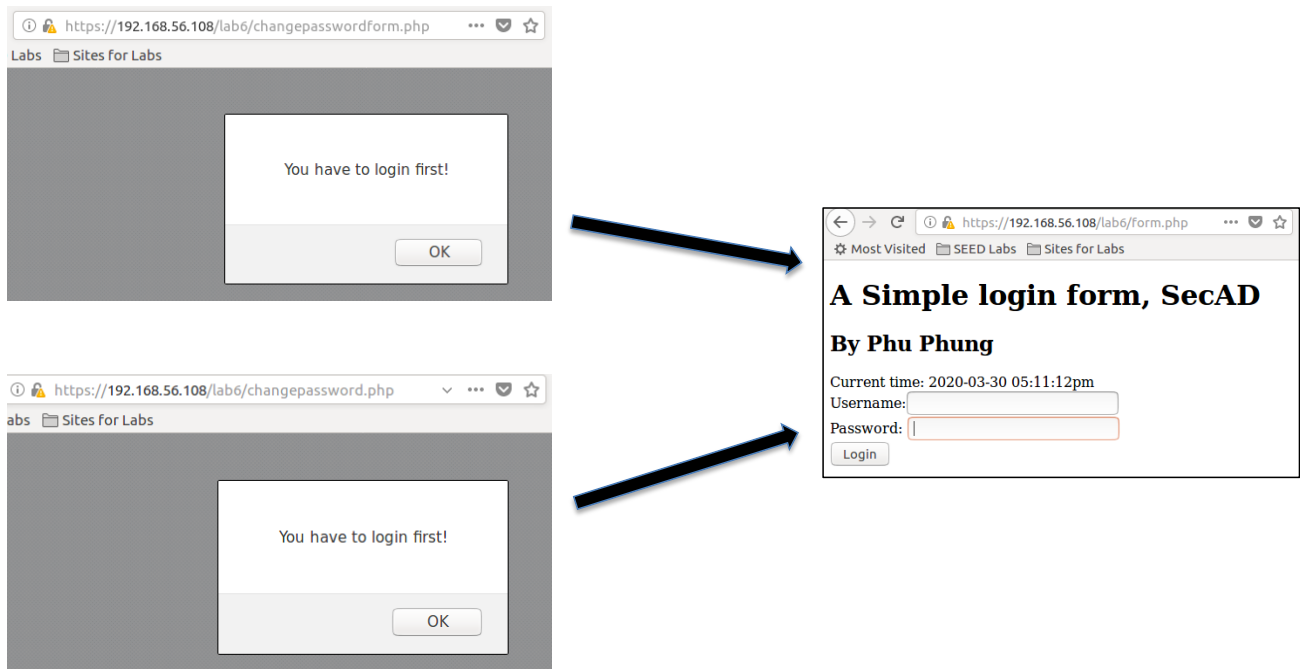 https://192.168.56.108/lab6/changepasswordform.php
Labs Sites for Labs
You have to login first!
OK
https://192.168.56.108/lab6/changepassword.php
abs Sites for Labs
You have to login first!
OK
https://192.168.56.108/lab6/form.php
Most Visited SEED Labs Sites for Labs
A Simple login form, SecAD
By Phu Phung
Current time: 2020-03-30 05:11:12pm
Username:
Password:
Login